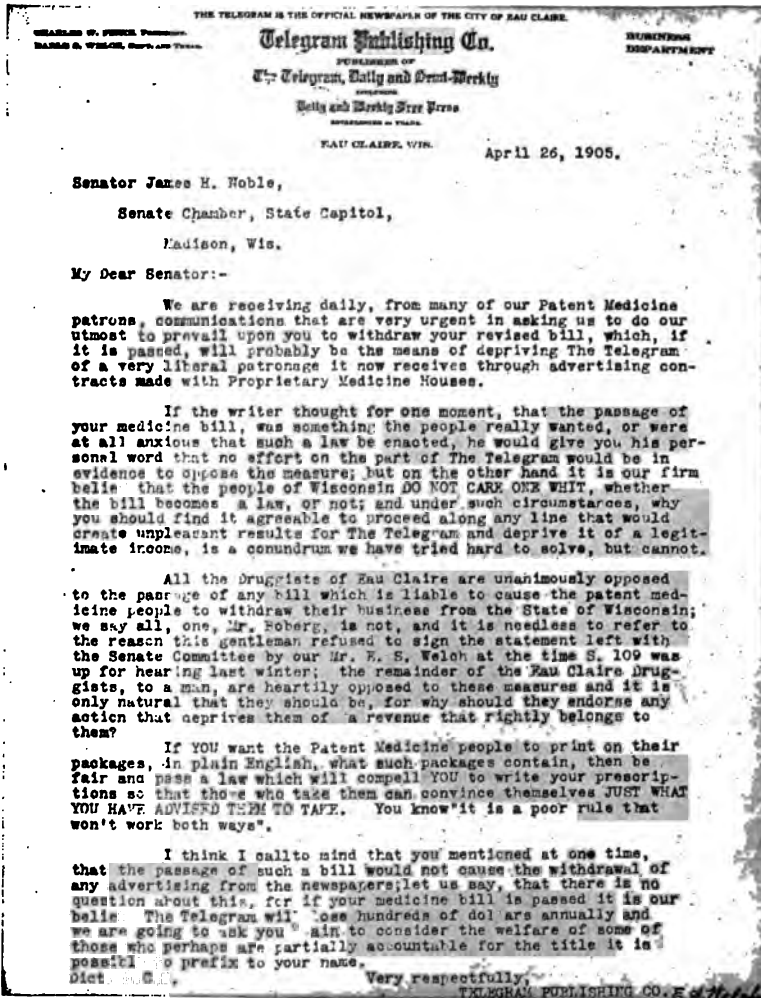 THE TELEGRAM IS THE OFFICIAL NEWSPAPER OF THE CITY OF EAU CLAIRE.
CHARLES W.
WELCH,
Telegram Publishing Co.
BUSINESS
DEPARTMENT
PUBLISHER OF
The Telegram, Daily and Semi-Weekly
Daily and Weekly Free Press
EAU CLAIRE, WIS.
April 26, 1905.
Senator James H. Noble,
Senate Chamber, State Capitol,
Madison, Wis.
My Dear Senator:-
We are receiving daily, from many of our Patent Medicine
patrons, communications that are very urgent in asking us to do our
utmost to prevail upon you to withdraw your revised bill, which, if
it is passed, will probably be the means of depriving The Telegram
of a very liberal patronage it now receives through advertising con-
tracts made with Proprietary Medicine Houses.
If the writer thought for one moment, that the passage of
your medicine bill, was something the people really wanted, or were
at all anxious that such a law be enacted, he would give you his per-
sonal word that no effort on the part of The Telegram would be in
evidence to oppose the measure; but on the other hand it is our firm
belie that the people of Wisconsin DO NOT CARE ONE WHIT, whether
the bill becomes a law, or not; and under such circumstances, why
you should find it agreeable to proceed along any line that would
create unpleasant results for The Telegram and deprive it of a legit-
imate income, is a conundrum we have tried hard to solve, but cannot.
All the Druggists of Eau Claire are unanimously opposed
to the passage of any bill which is liable to cause the patent med-
icine people to withdraw their business from the State of Wisconsin;
we say all, one, Mr. Boberg, is not, and it is needless to refer to
the reason this gentleman refused to sign the statement left with
the Senate Committee by our Mr. E. S. Welch at the time S. 109 was
up for hearing last winter; the remainder of the Eau Claire Drug-
gists, to a man, are heartily opposed to these measures and it is
only natural that they should be, for why should they endorse any
action that deprives them of a revenue that rightly belongs to
them?
If YOU want the Patent Medicine people to print on their
packages, in plain English, what such packages contain, then be
fair and pass a law which will compell YOU to write your prescrip-
tions so that those who take them can convince themselves JUST WHAT
YOU HAVE ADVISED THEM TO TAKE. You know"it is a poor rule that
won't work both ways".
I think I callto mind that you mentioned at one time,
that the passage of such a bill would not cause the withdrawal of
any advertising from the newspapers;let us say, that there is no
question about this, for if your medicine bill is passed it is our
belie The Telegram wil lose hundreds of dollars annually and
we are going to ask you again to consider the welfare of some of
those who perhaps are partially accountable for the title it is
possibl to prefix to your name.
Dict Very respectfully,
TELEGRAM PUBLISHING CO.